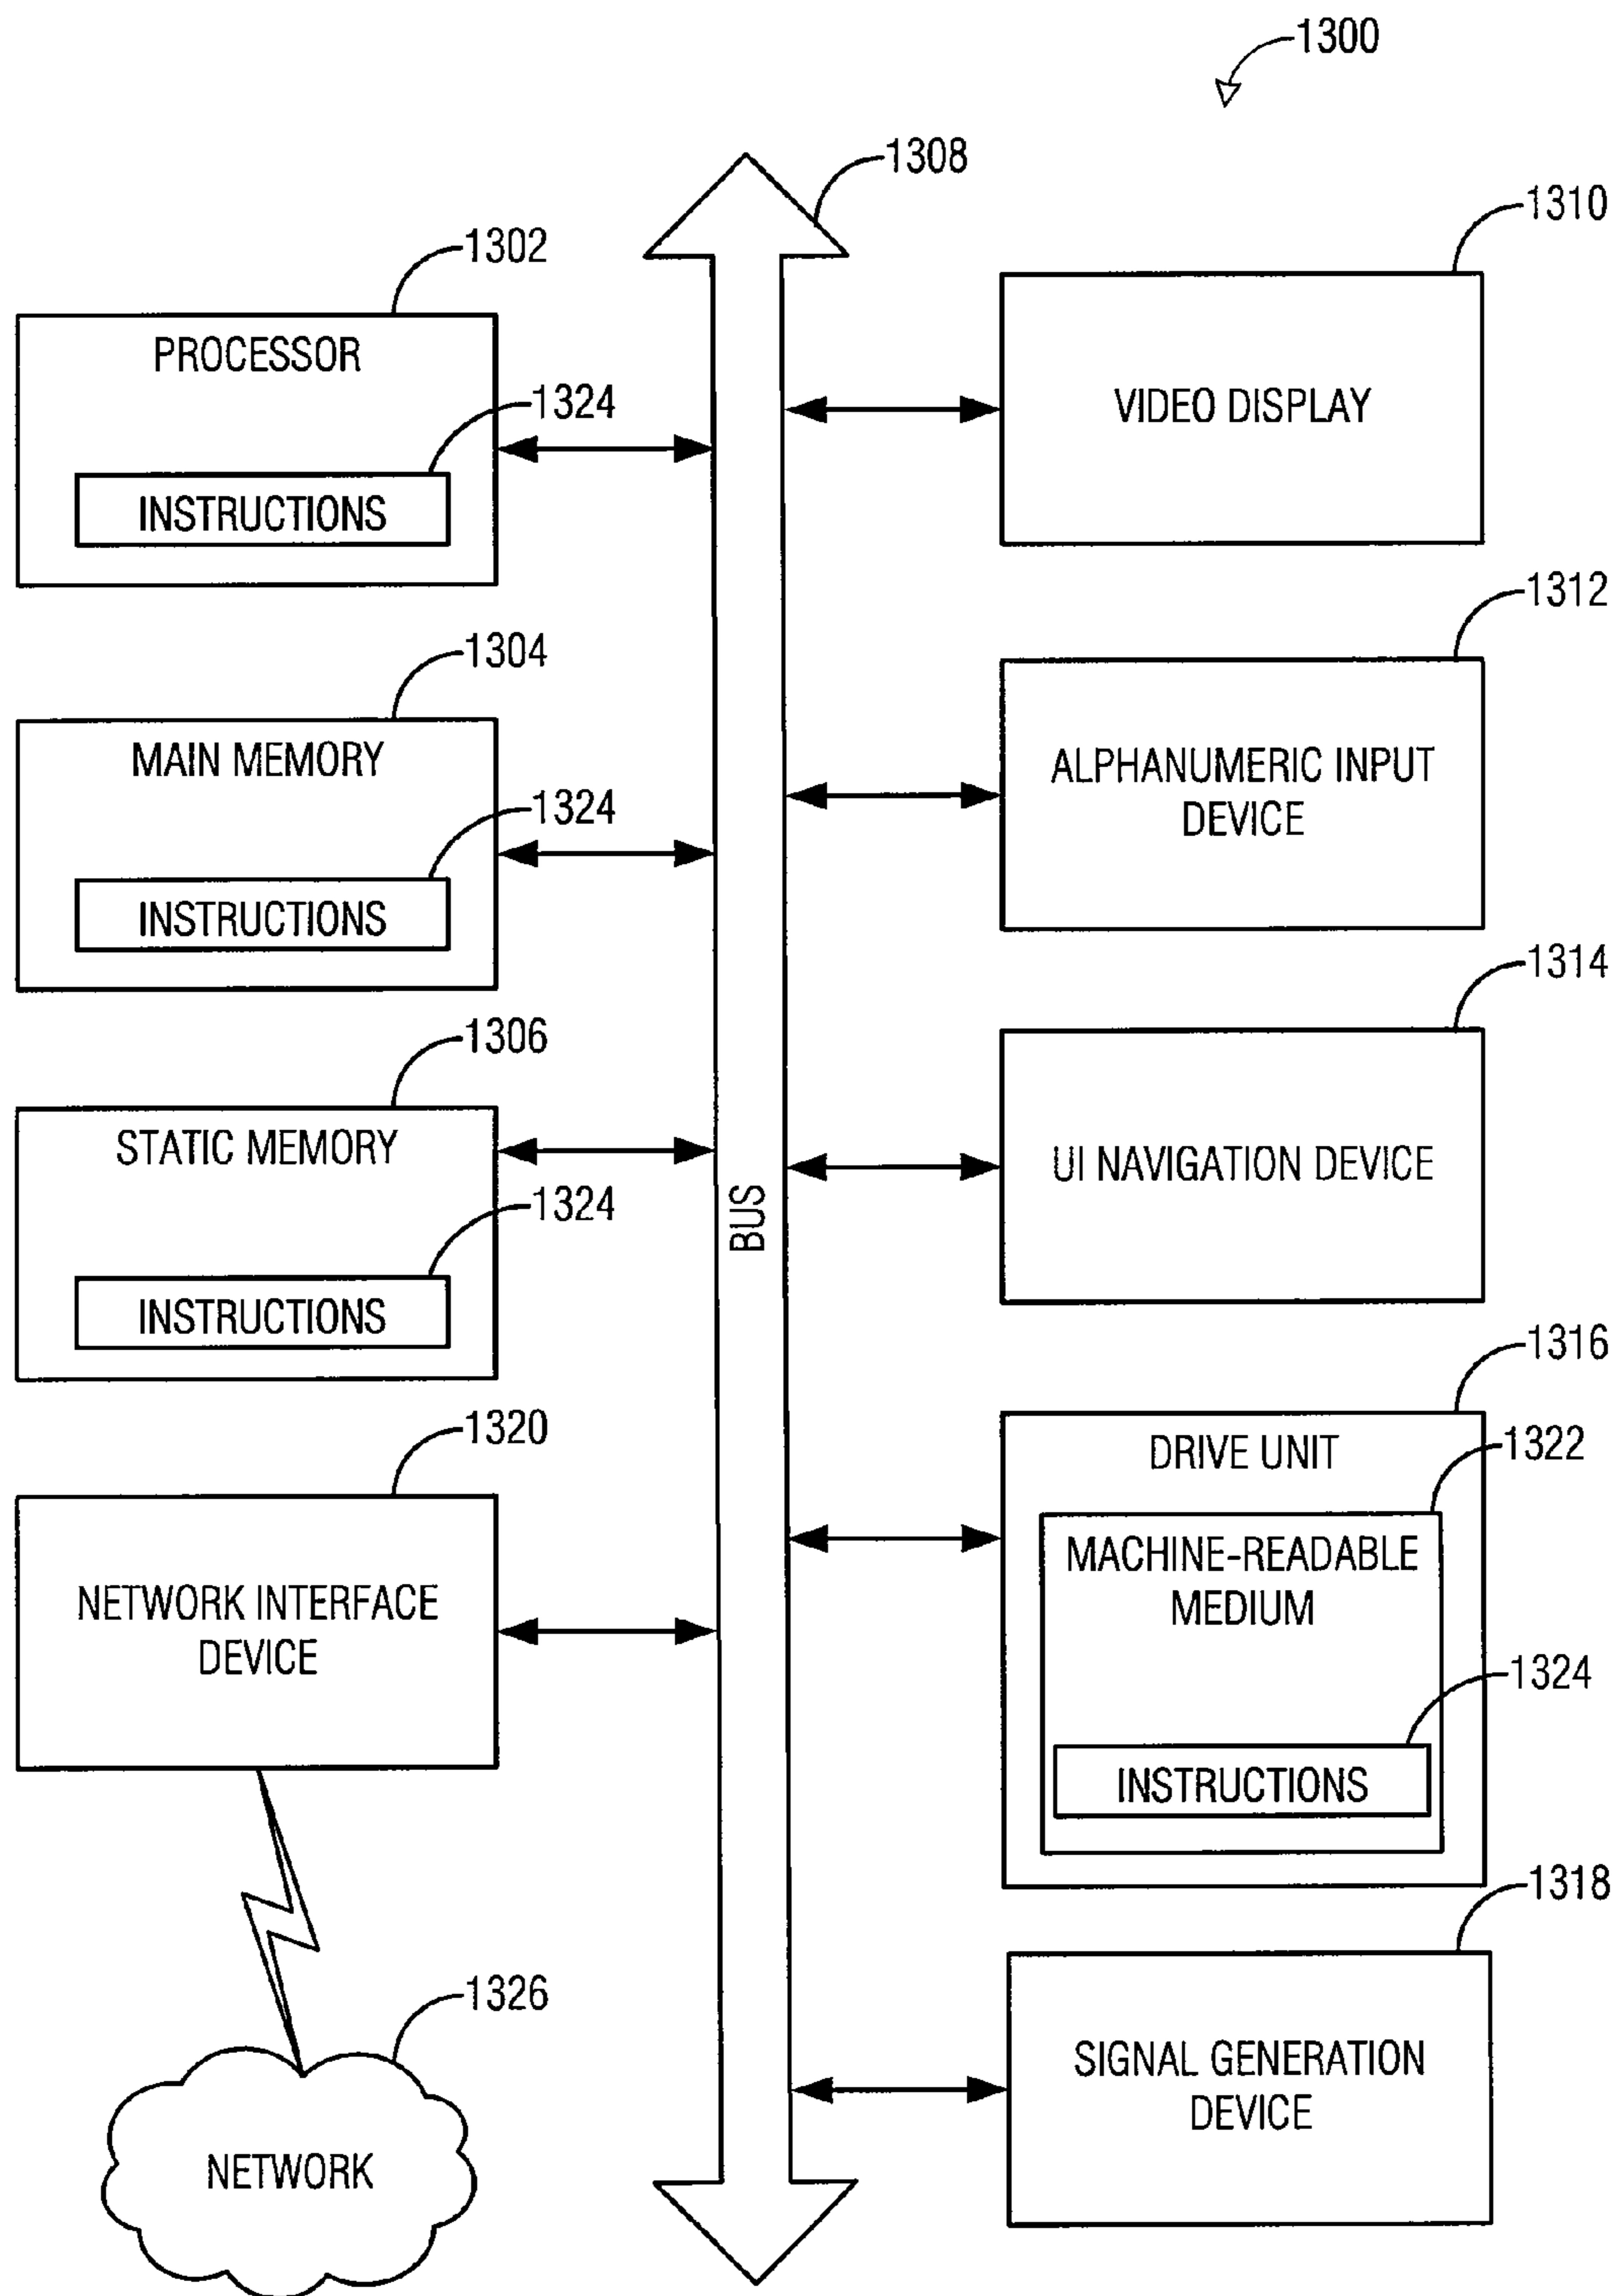 1300
1308
1302
PROCESSOR
1324
INSTRUCTIONS
1304
MAIN MEMORY
1324
INSTRUCTIONS
1306
STATIC MEMORY
1324
INSTRUCTIONS
1320
NETWORK INTERFACE
DEVICE
1326
NETWORK
BUS
1310
VIDEO DISPLAY
1312
ALPHANUMERIC INPUT
DEVICE
1314
UI NAVIGATION DEVICE
1316
DRIVE UNIT
1322
MACHINE-READABLE
MEDIUM
1324
INSTRUCTIONS
1318
SIGNAL GENERATION
DEVICE